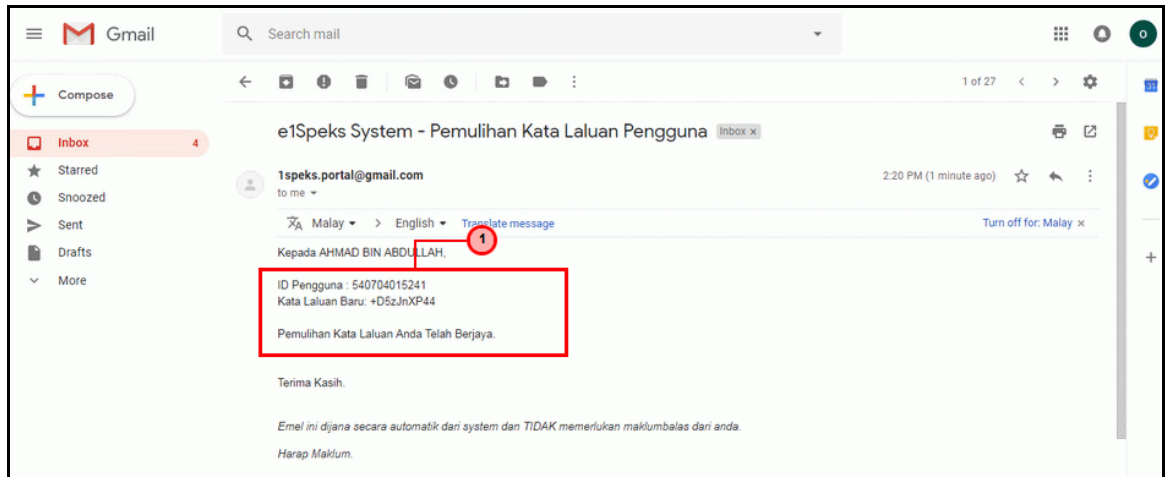 Gmail
Search mail
O
Compose
1 of 27
31
e1Speks System - Pemulihan Kata Laluan Pengguna Inbox x
Inbox 4
Starred
1speks.portal@gmail.com 2:20 PM (1 minute ago)
to me
Snoozed
Sent
Malay > English Translate message Turn off for: Malay x
1
Drafts
Kepada AHMAD BIN ABDULLAH,
More
ID Pengguna : 540704015241
Kata Laluan Baru: +D5zJnXP44
Pemulihan Kata Laluan Anda Telah Berjaya.
Terima Kasih.
Emel ini dijana secara automatik dari system dan TIDAK memerlukan maklumbalas dari anda.
Harap Maklum.